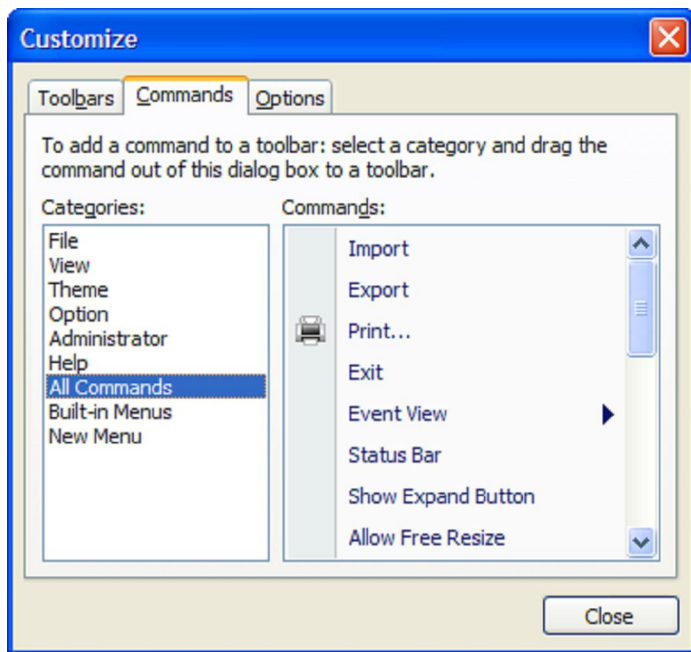 Customize
Toolbars Commands Options
To add a command to a toolbar: select a category and drag the
command out of this dialog box to a toolbar.
Categories:
File
View
Theme
Option
Administrator
Help
All Commands
Built-in Menus
New Menu
Commands:
Import
Export
Print...
Exit
Event View
Status Bar
Show Expand Button
Allow Free Resize
Close